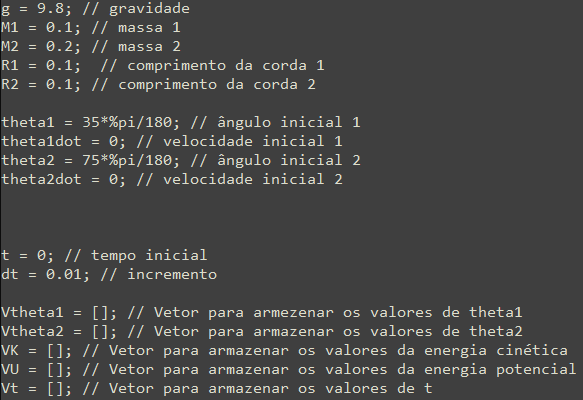 g = 9.8; // gravidade
M1 = 0.1; // massa 1
M2 = 0.2; // massa 2
R1 = 0.1;  // comprimento da corda 1
R2 = 0.1; // comprimento da corda 2
theta1 = 35*%pi/180; // ângulo inicial 1
theta1dot = 0; // velocidade inicial 1
theta2 = 75*%pi/180; // ângulo inicial 2
theta2dot = 0; // velocidade inicial 2
t = 0; // tempo inicial
dt = 0.01; // incremento
Vtheta1 = []; // Vetor para armezenar os valores de theta1
Vtheta2 = []; // Vetor para armazenar os valores de theta2
VK = []; // Vetor para armazenar os valores da energia cinética
VU = []; // Vetor para armazenar os valores da energia potencial
Vt = []; // Vetor para armazenar os valores de t